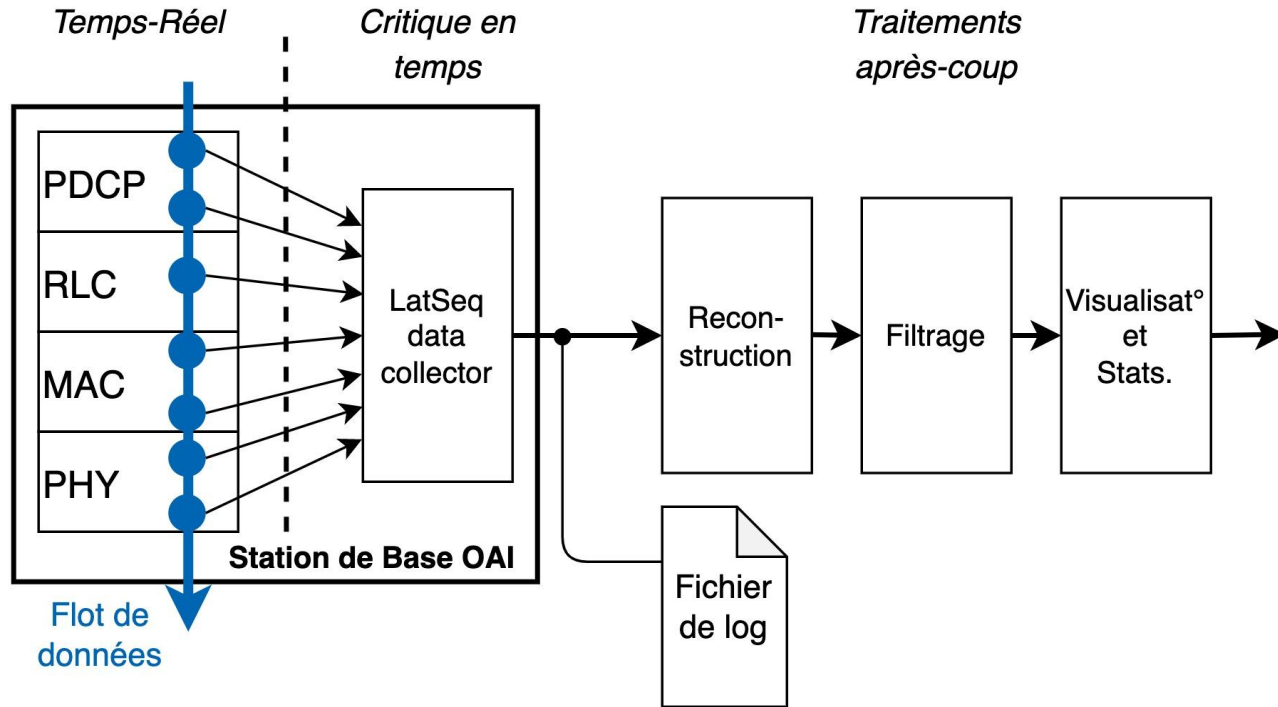 Temps-Réel
Critique en
temps
Traitements
après-coup
PDCP
RLC
MAC
PHY
LatSeq
data
collector
Station de Base OAI
Flot de
données
Recon-
struction
Filtrage
Visualisat°
et
Stats.
Fichier
de log